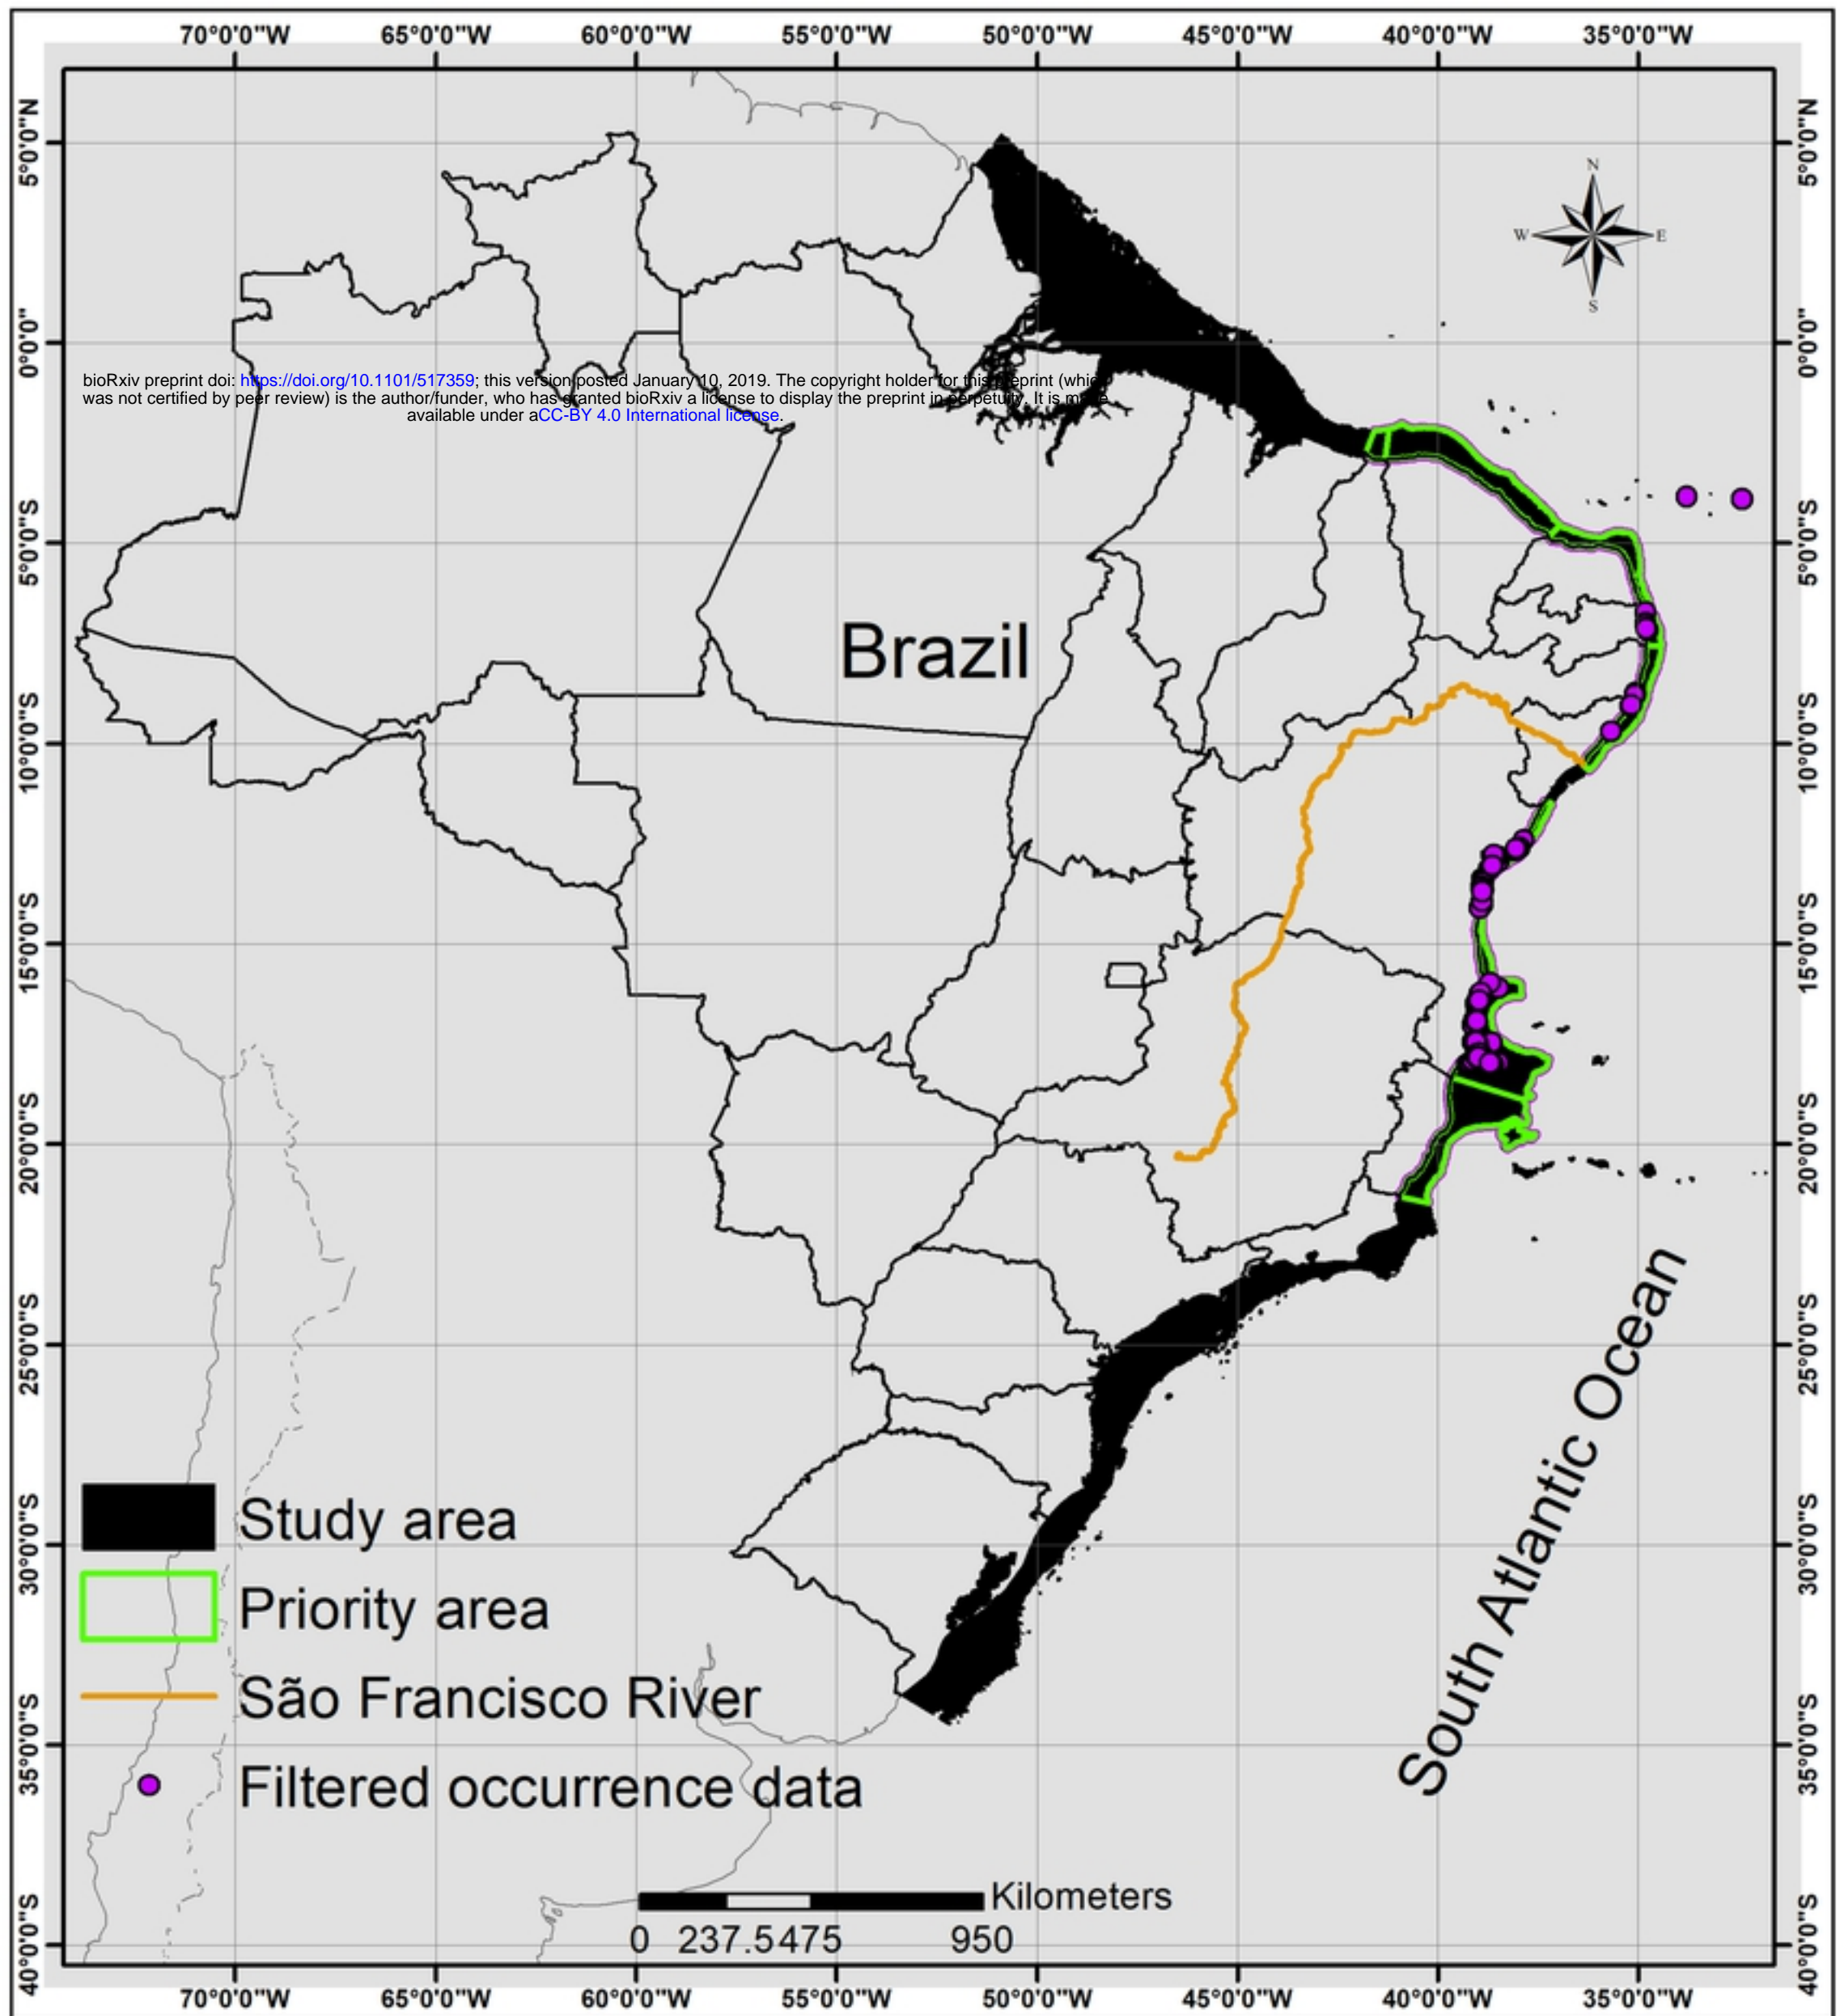 70°0'0"W 65°0'0"W 60°0'0"W 55°0'0"W 50°0'0"W 45°0'0"W 40°0'0"W 35°0'0"W
5°0'0"N
0°0'0"
5°0'0"S
10°0'0"S
15°0'0"S
20°0'0"S
25°0'0"S
30°0'0"S
35°0'0"S
40°0'0"S
N
W E
S
bioRxiv preprint doi: https://doi.org/10.1101/517359; this version posted January 10, 2019. The copyright holder for this preprint (which
was not certified by peer review) is the author/funder, who has granted bioRxiv a license to display the preprint in perpetuity. It is made
available under aCC-BY 4.0 International license.
Brazil
South Atlantic Ocean
Study area
Priority area
São Francisco River
Filtered occurrence data
Kilometers
0 237.5 475 950
5°0'0"N
0°0'0"
5°0'0"S
10°0'0"S
15°0'0"S
20°0'0"S
25°0'0"S
30°0'0"S
35°0'0"S
40°0'0"S
70°0'0"W 65°0'0"W 60°0'0"W 55°0'0"W 50°0'0"W 45°0'0"W 40°0'0"W 35°0'0"W